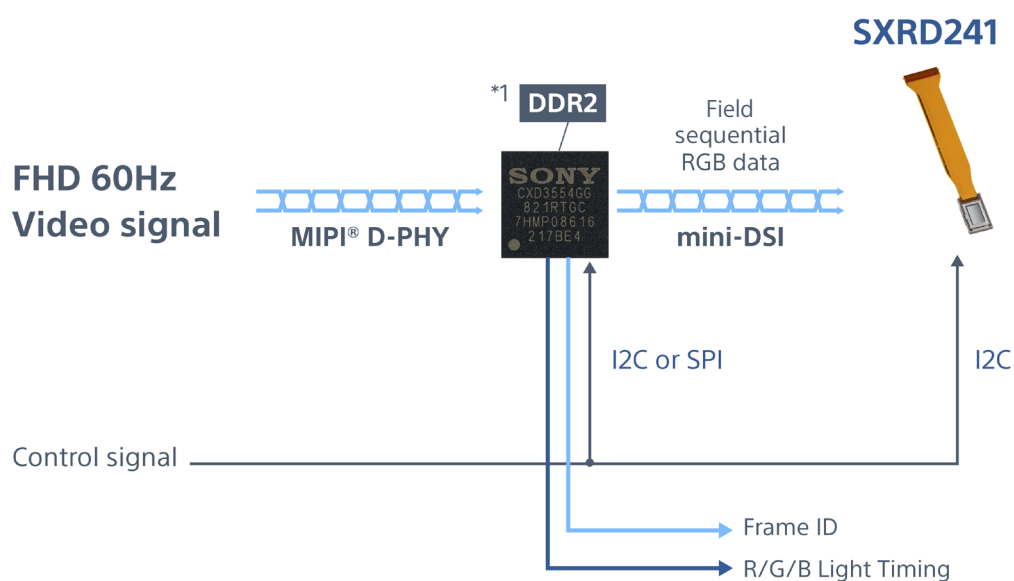 SXRD241
*1
DDR2
Field
sequential
RGB data
FHD 60Hz
Video signal
SONY
CXD3554GG
821RTGC
7HMP08616
217BE4
MIPI® D-PHY
mini-DSI
I2C or SPI
I2C
Control signal
Frame ID
R/G/B Light Timing